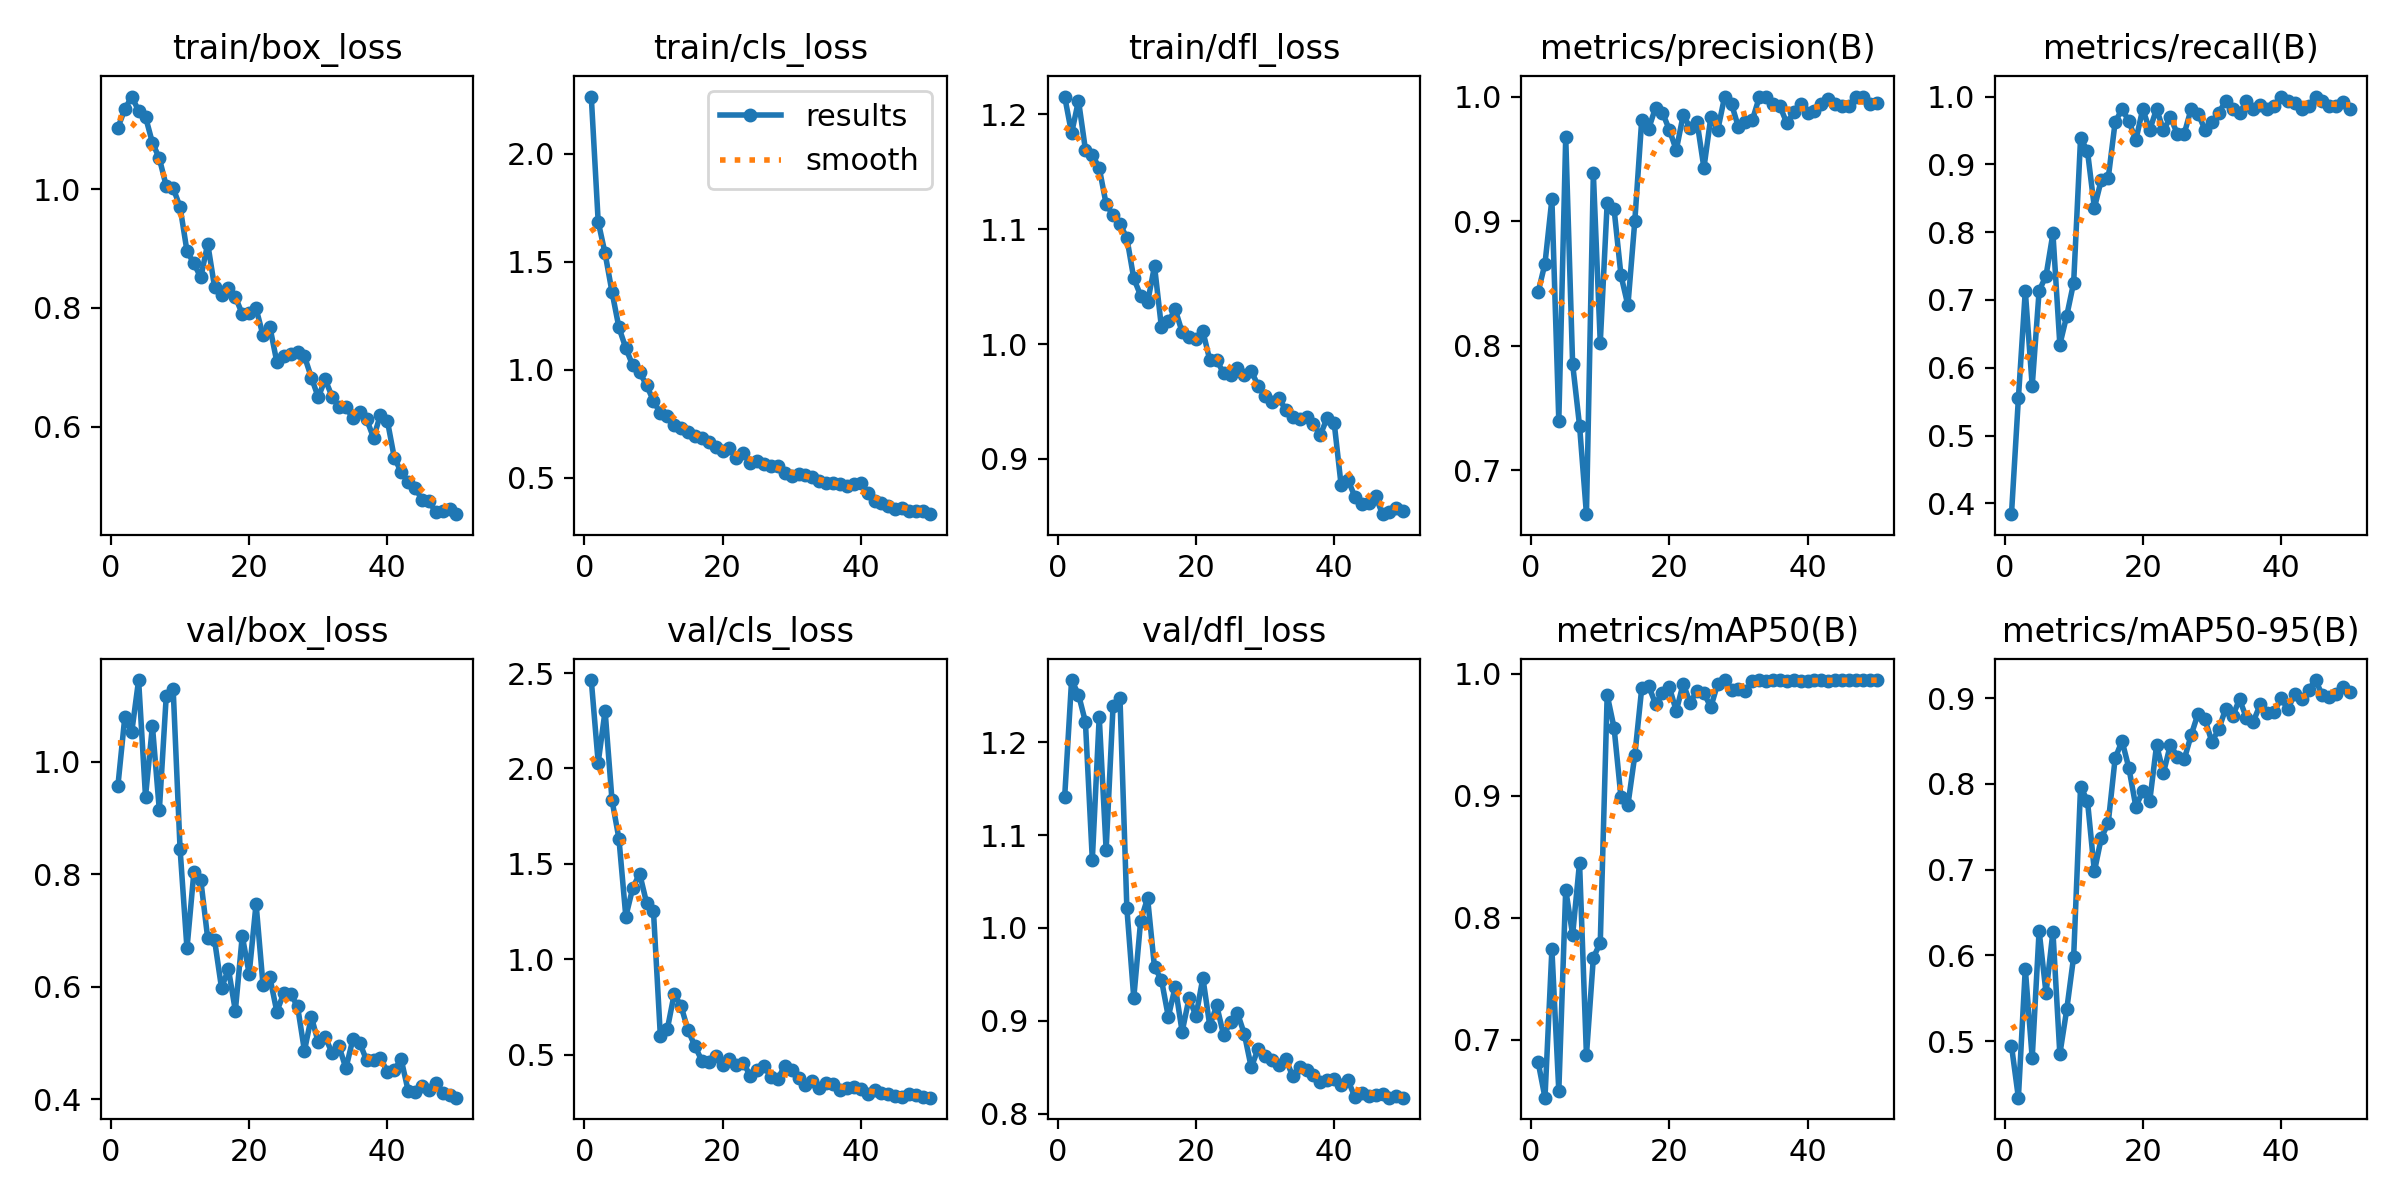 train/box_loss
train/cls_loss
train/dfl_loss
metrics/precision(B)
metrics/recall(B)
1.0
0.8
0.6
0 20 40
results
smooth
2.0
1.5
1.0
0.5
0 20 40
1.2
1.1
1.0
0.9
0 20 40
1.0
0.9
0.8
0.7
0 20 40
1.0
0.9
0.8
0.7
0.6
0.5
0.4
0 20 40
val/box_loss
val/cls_loss
val/dfl_loss
metrics/mAP50(B)
metrics/mAP50-95(B)
1.0
0.8
0.6
0.4
0 20 40
2.5
2.0
1.5
1.0
0.5
0 20 40
1.2
1.1
1.0
0.9
0.8
0 20 40
1.0
0.9
0.8
0.7
0 20 40
0.9
0.8
0.7
0.6
0.5
0 20 40